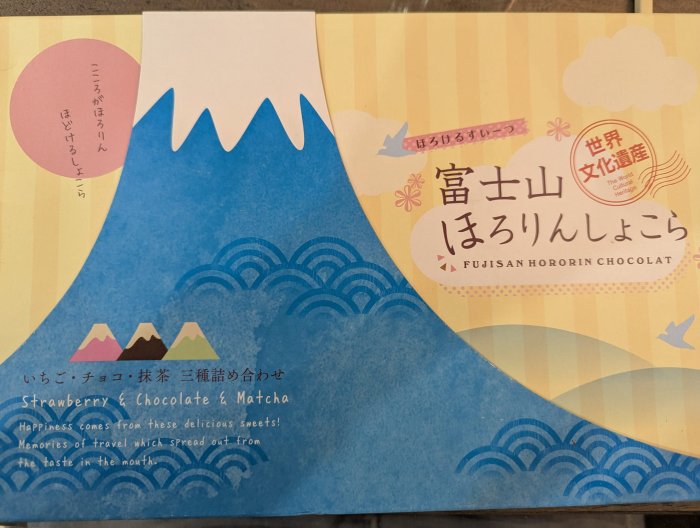 こころがほろりん
ほどけるしょこら
ほろけるすいーつ
世界
文化遺産
The World
Cultural
Heritage
富士山
ほろりんしょこら
FUJISAN HORORIN CHOCOLAT
いちご・チョコ・抹茶 三種詰め合わせ
Strawberry & Chocolate & Matcha
Happiness comes from these delicious sweets!
Memories of travel which spread out from
the taste in the mouth.